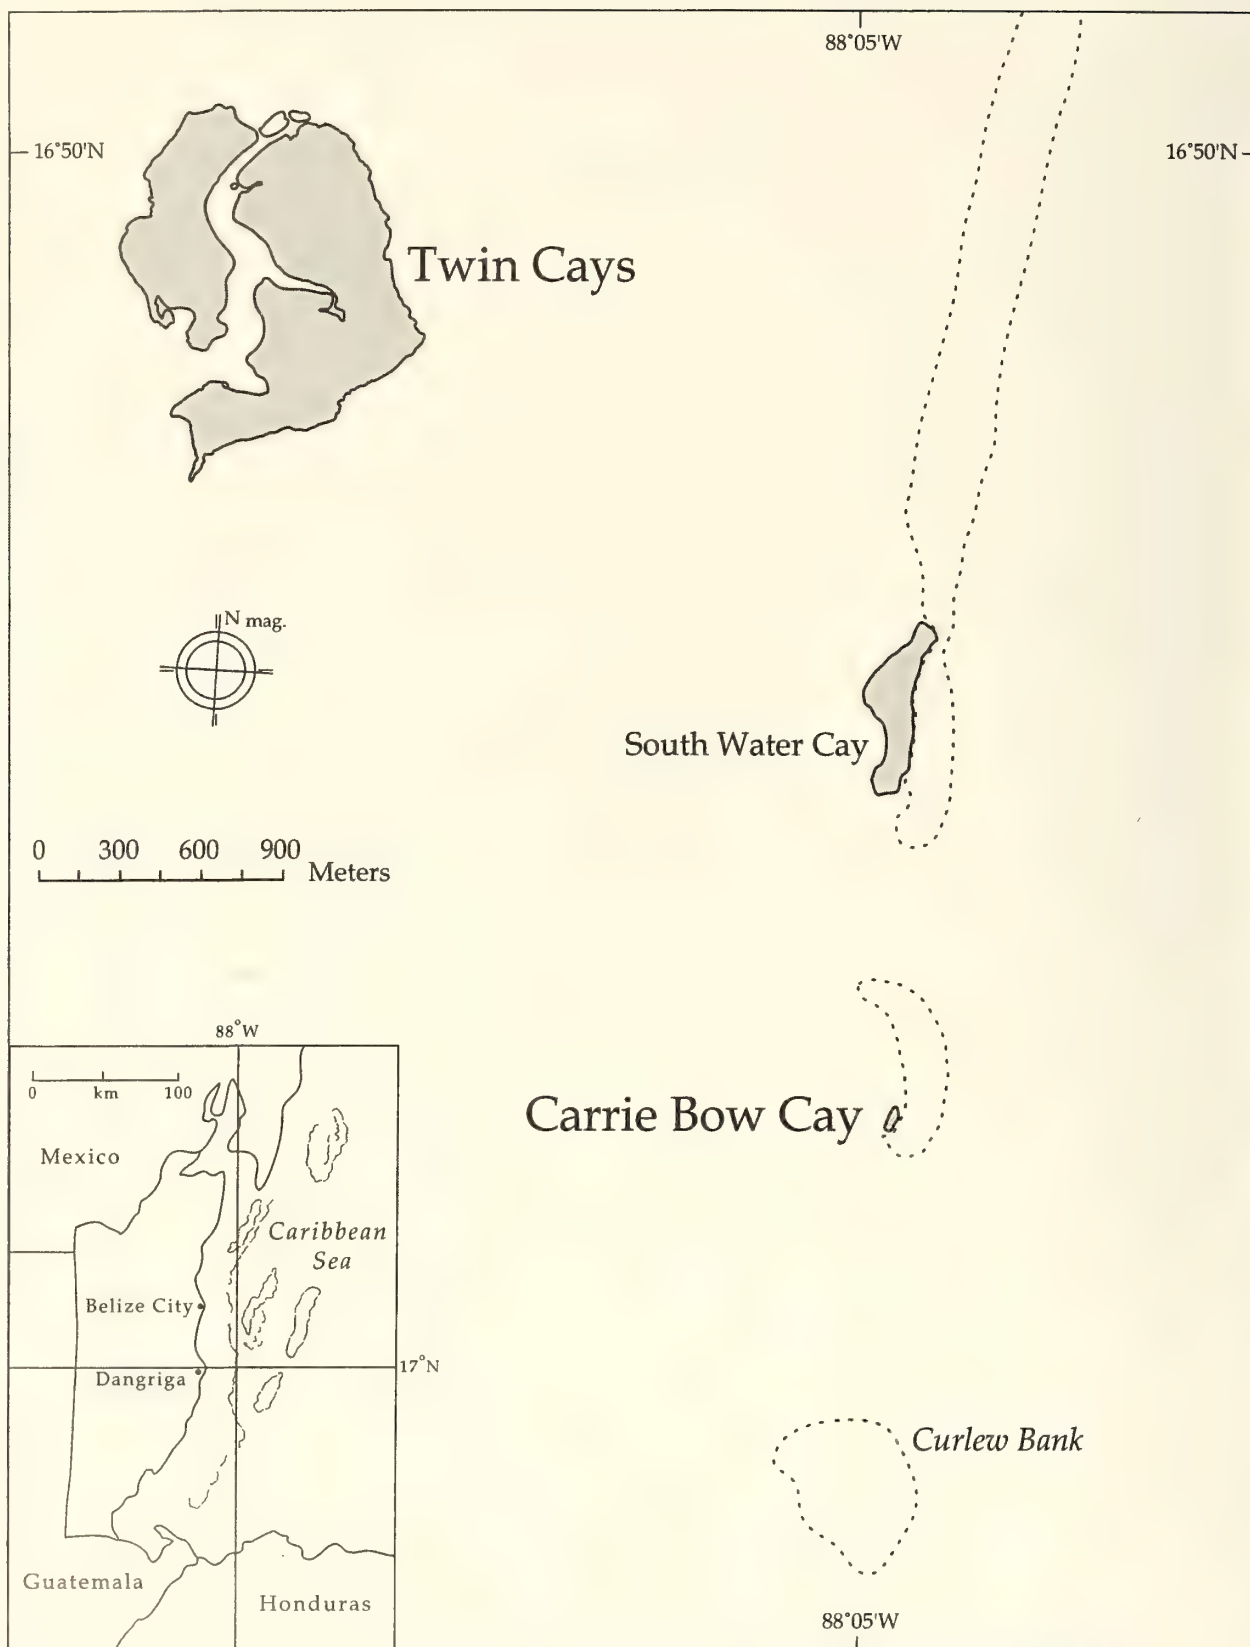 88°05'W
16°50'N
16°50'N
Twin Cays
N mag.
South Water Cay
0 300 600 900
Meters
Carrie Bow Cay
88°W
0 km 100
Mexico
Caribbean
Sea
Belize City
17°N
Dangriga
Curlew Bank
Guatemala
Honduras
88°05'W